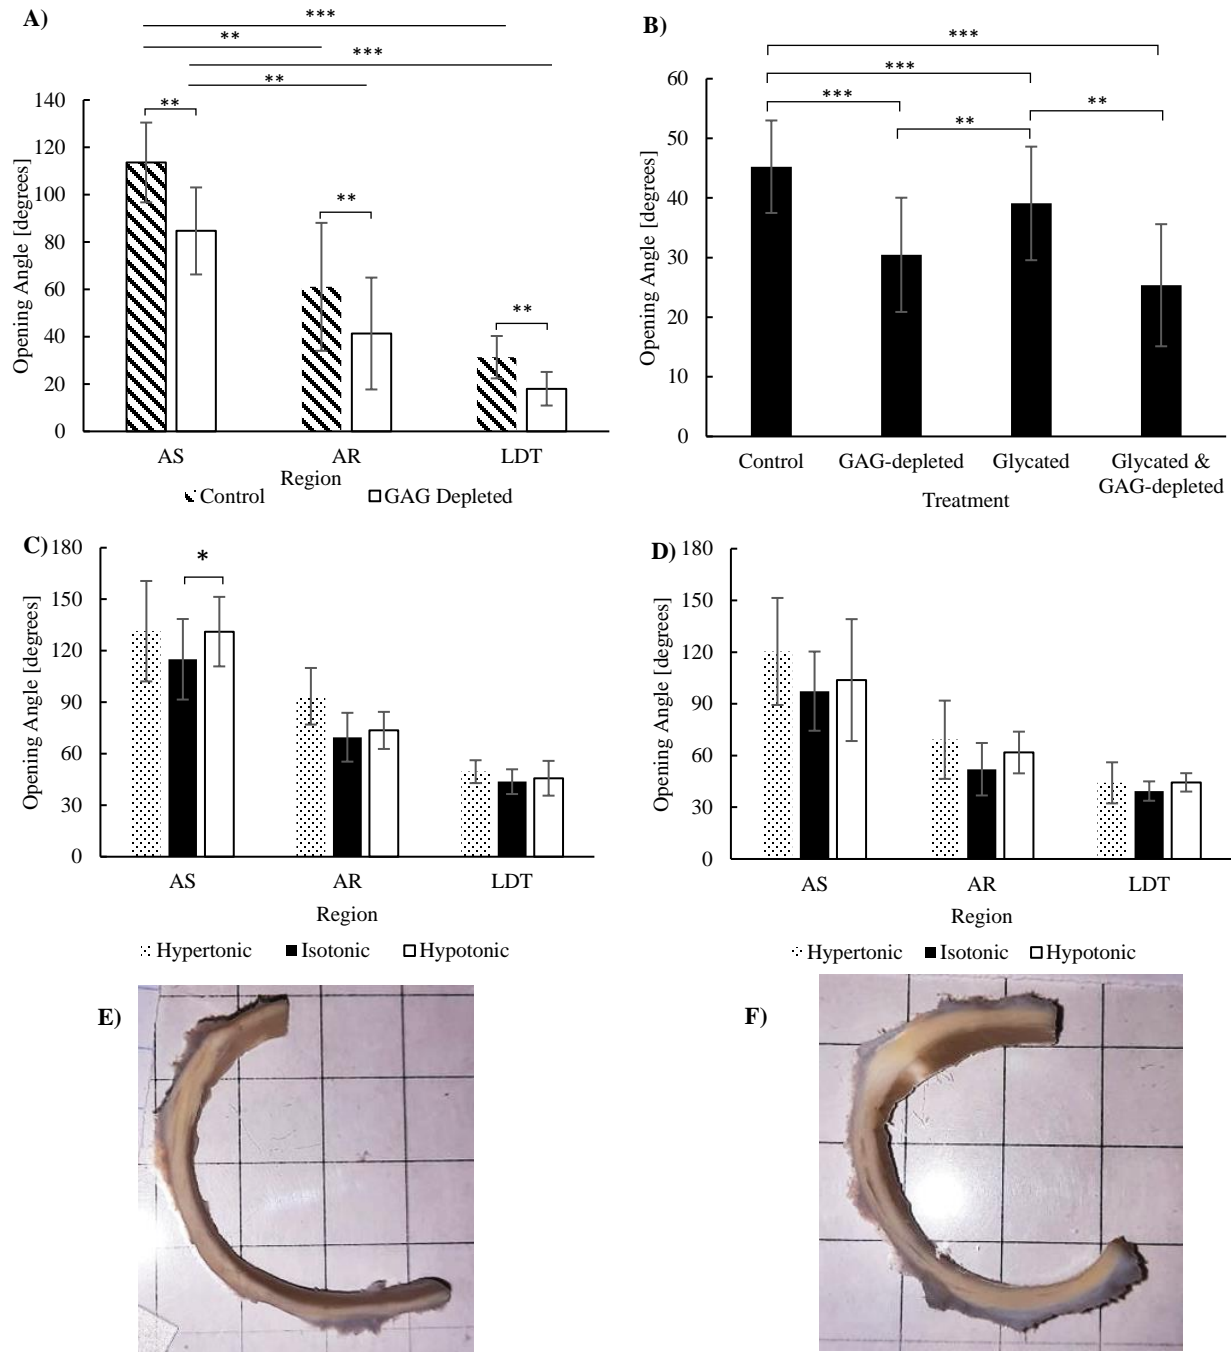 A)
***
**
***
**
**
**
**
140
120
100
80
60
40
20
0
Opening Angle [degrees]
AS
AR
LDT
Region
Control
GAG Depleted
B)
***
***
***
**
**
60
50
40
30
20
10
0
Opening Angle [degrees]
Control
GAG-depleted
Glycated
Glycated &
GAG-depleted
Treatment
C)
*
180
150
120
90
60
30
0
Opening Angle [degrees]
AS
AR
LDT
Region
Hypertonic
Isotonic
Hypotonic
D)
180
150
120
90
60
30
0
Opening Angle [degrees]
AS
AR
LDT
Region
Hypertonic
Isotonic
Hypotonic
E)
F)